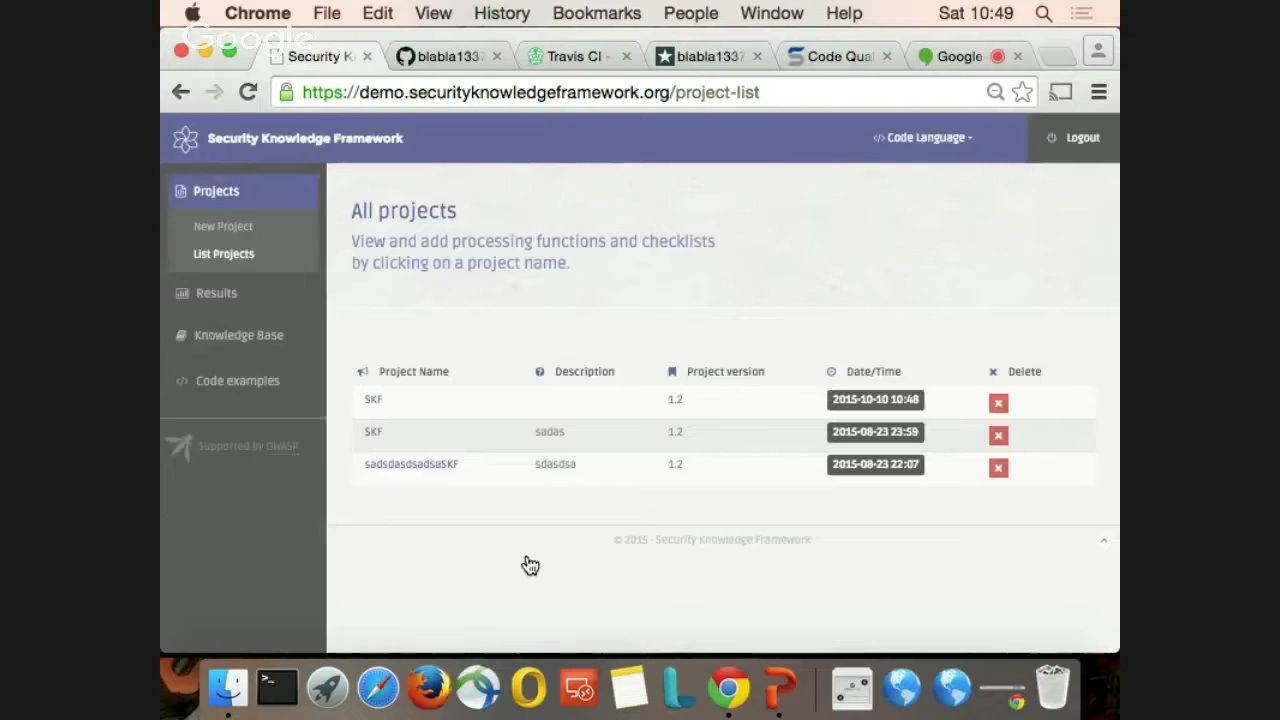 Chrome File Edit View History Bookmarks People Window Help Sat 10:49
Google
Security K blabla1337 Travis CI - blabla1337 Code Qual Google
https://demo.securityknowledgeframework.org/project-list
Security Knowledge Framework
Code Language
Logout
Projects
New Project
List Projects
Results
Knowledge Base
Code examples
Supported by OWASP
All projects
View and add processing functions and checklists
by clicking on a project name.
Project Name Description Project version Date/Time Delete
SKF 1.2 2015-10-10 10:48
SKF sadas 1.2 2015-08-23 23:59
sadsdasdsadsaSKF sdasdsa 1.2 2015-08-23 22:07
© 2015 - Security Knowledge Framework